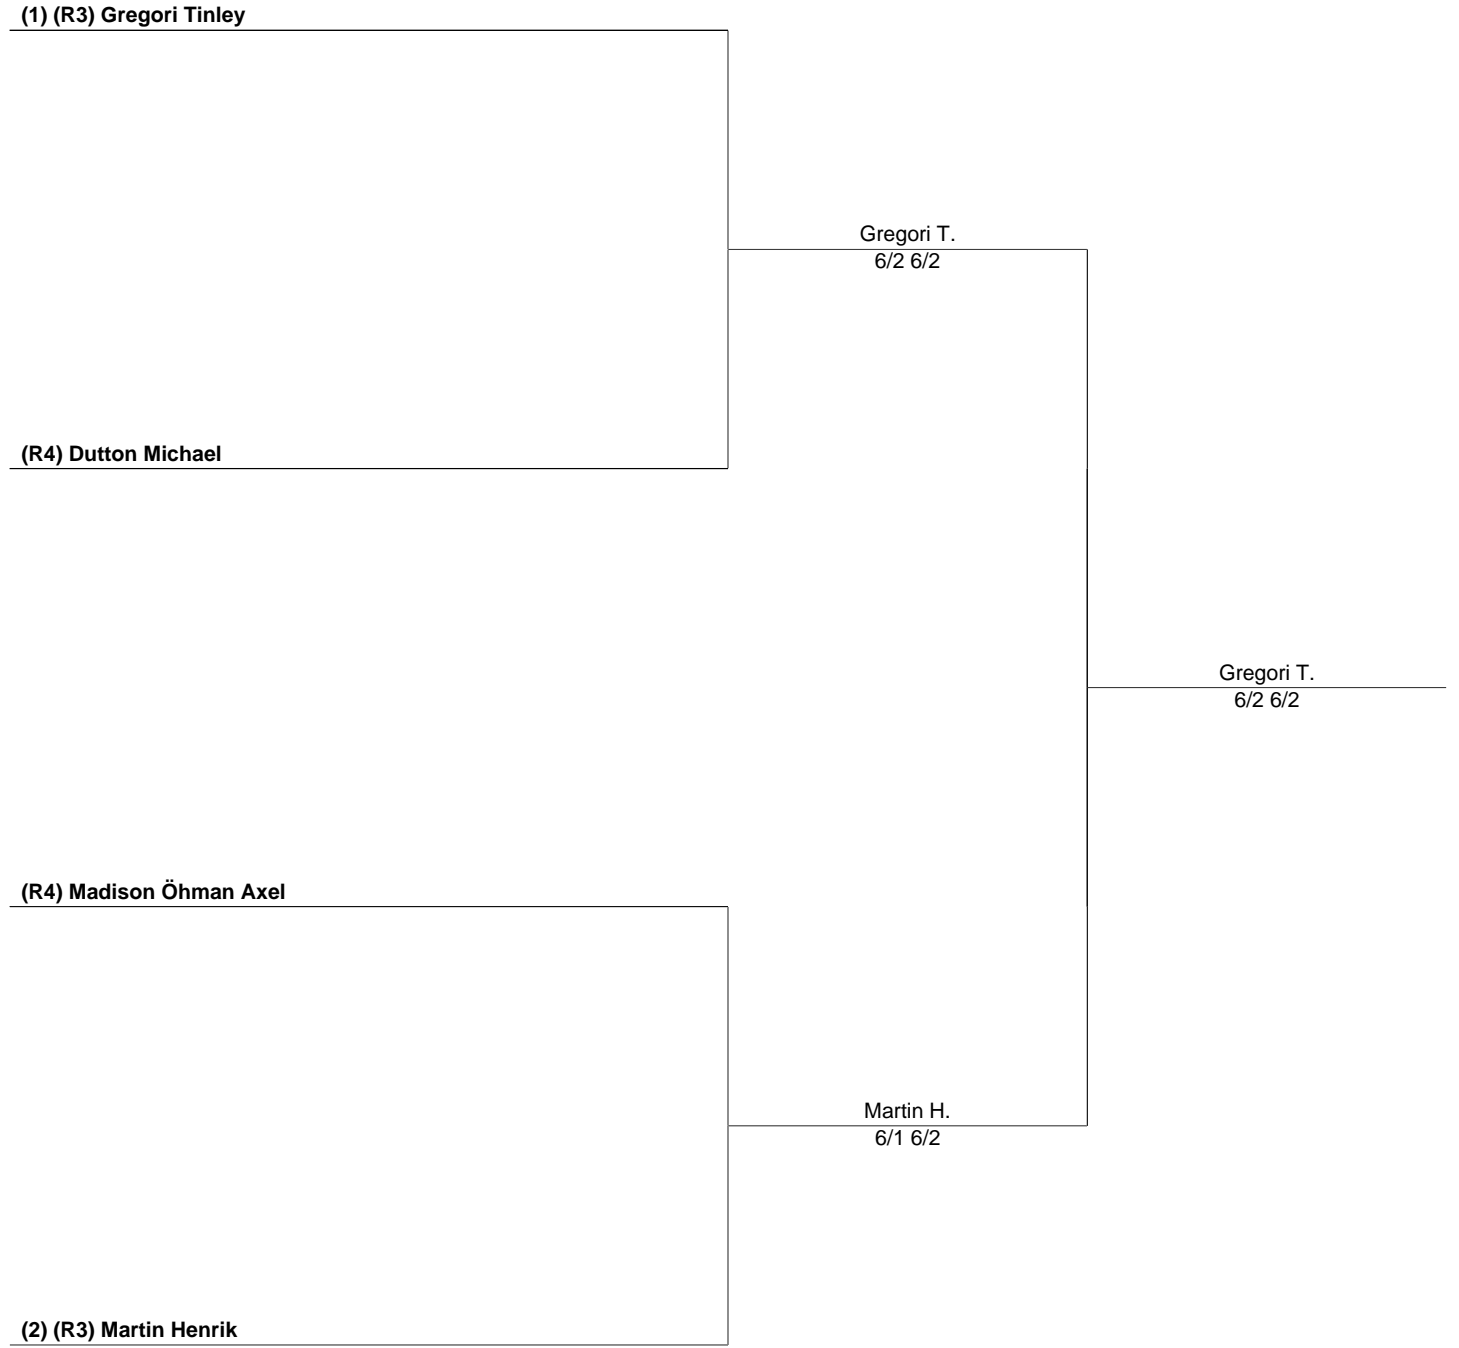 (1) (R3) Gregori Tinley
Gregori T.
6/2 6/2
(R4) Dutton Michael
Gregori T.
6/2 6/2
(R4) Madison Öhman Axel
Martin H.
6/1 6/2
(2) (R3) Martin Henrik